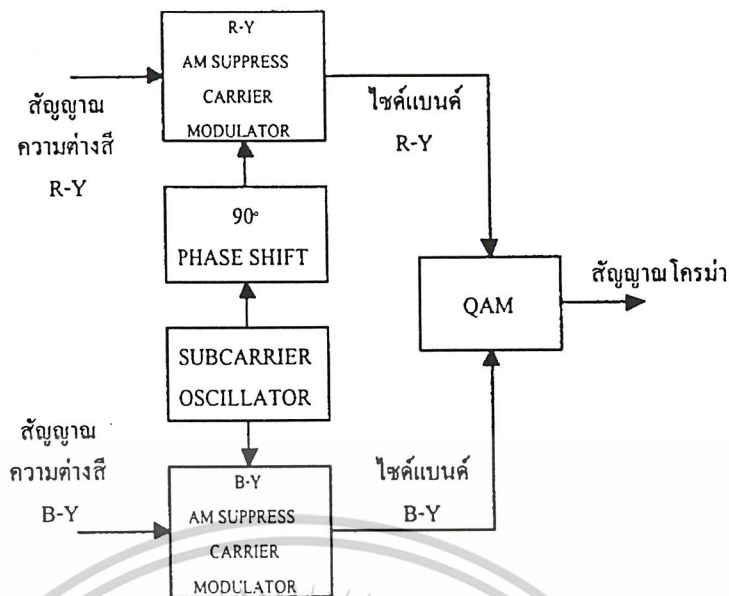 R-Y
AM SUPPRESS
CARRIER
MODULATOR
สัญญาณ
ความต่างสี
R-Y
ไซด์แบนด์
R-Y
90°
PHASE SHIFT
QAM
สัญญาณโครม่า
SUBCARRIER
OSCILLATOR
สัญญาณ
ความต่างสี
B-Y
B-Y
AM SUPPRESS
CARRIER
MODULATOR
ไซด์แบนด์
B-Y